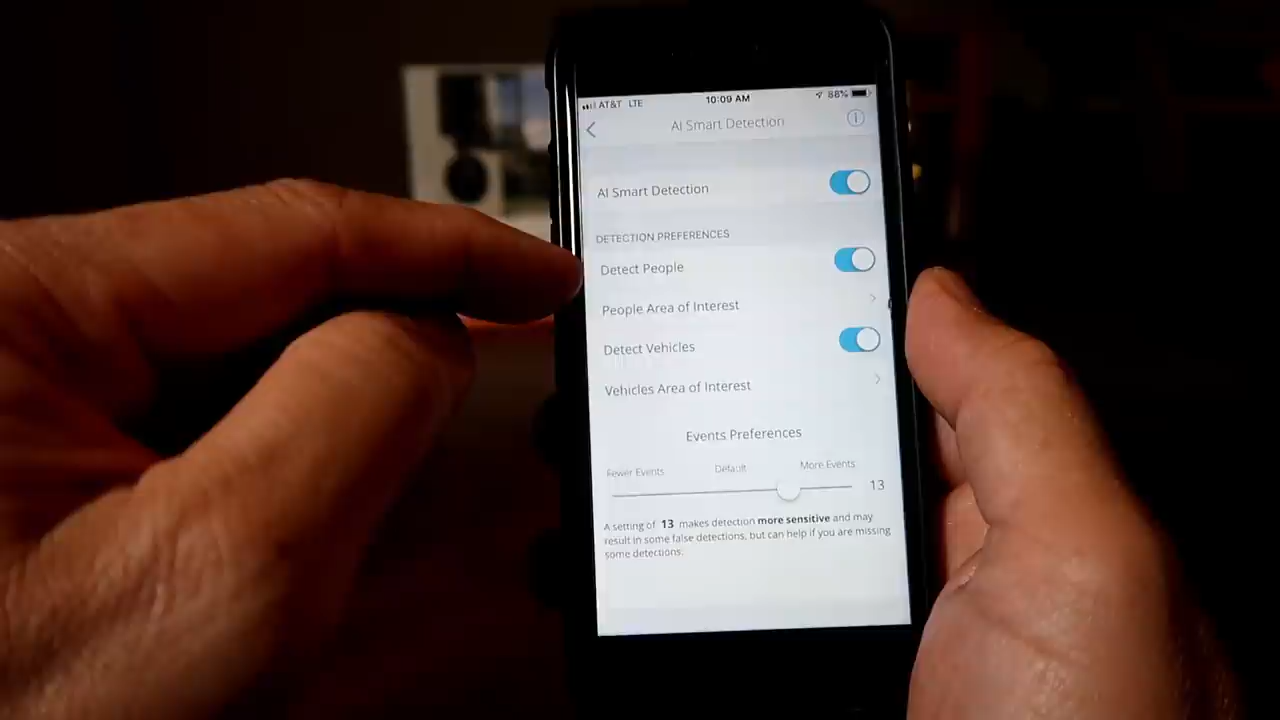 AT&T LTE 10:09 AM 88%
AI Smart Detection
AI Smart Detection
DETECTION PREFERENCES
Detect People
People Area of Interest
Detect Vehicles
Vehicles Area of Interest
Events Preferences
Fewer Events Default More Events
13
A setting of 13 makes detection more sensitive and may
result in some false detections, but can help if you are missing
some detections.